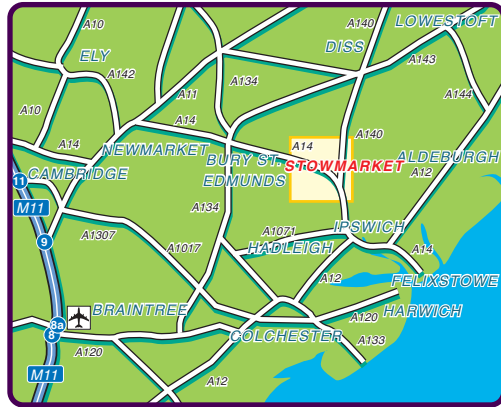 A10
A140
LOWESTOFT
ELY
DISS
A143
A142
A134
A144
A11
A10
A14
A14
A140
A14
NEWMARKET
BURY ST.
EDMUNDS
STOWMARKET
ALDEBURGH
A12
11
CAMBRIDGE
M11
A134
IPSWICH
9
A1307
A1017
A1071
HADLEIGH
A14
A12
FELIXSTOWE
BRAINTREE
HARWICH
8a
8
A120
COLCHESTER
A133
A120
M11
A12